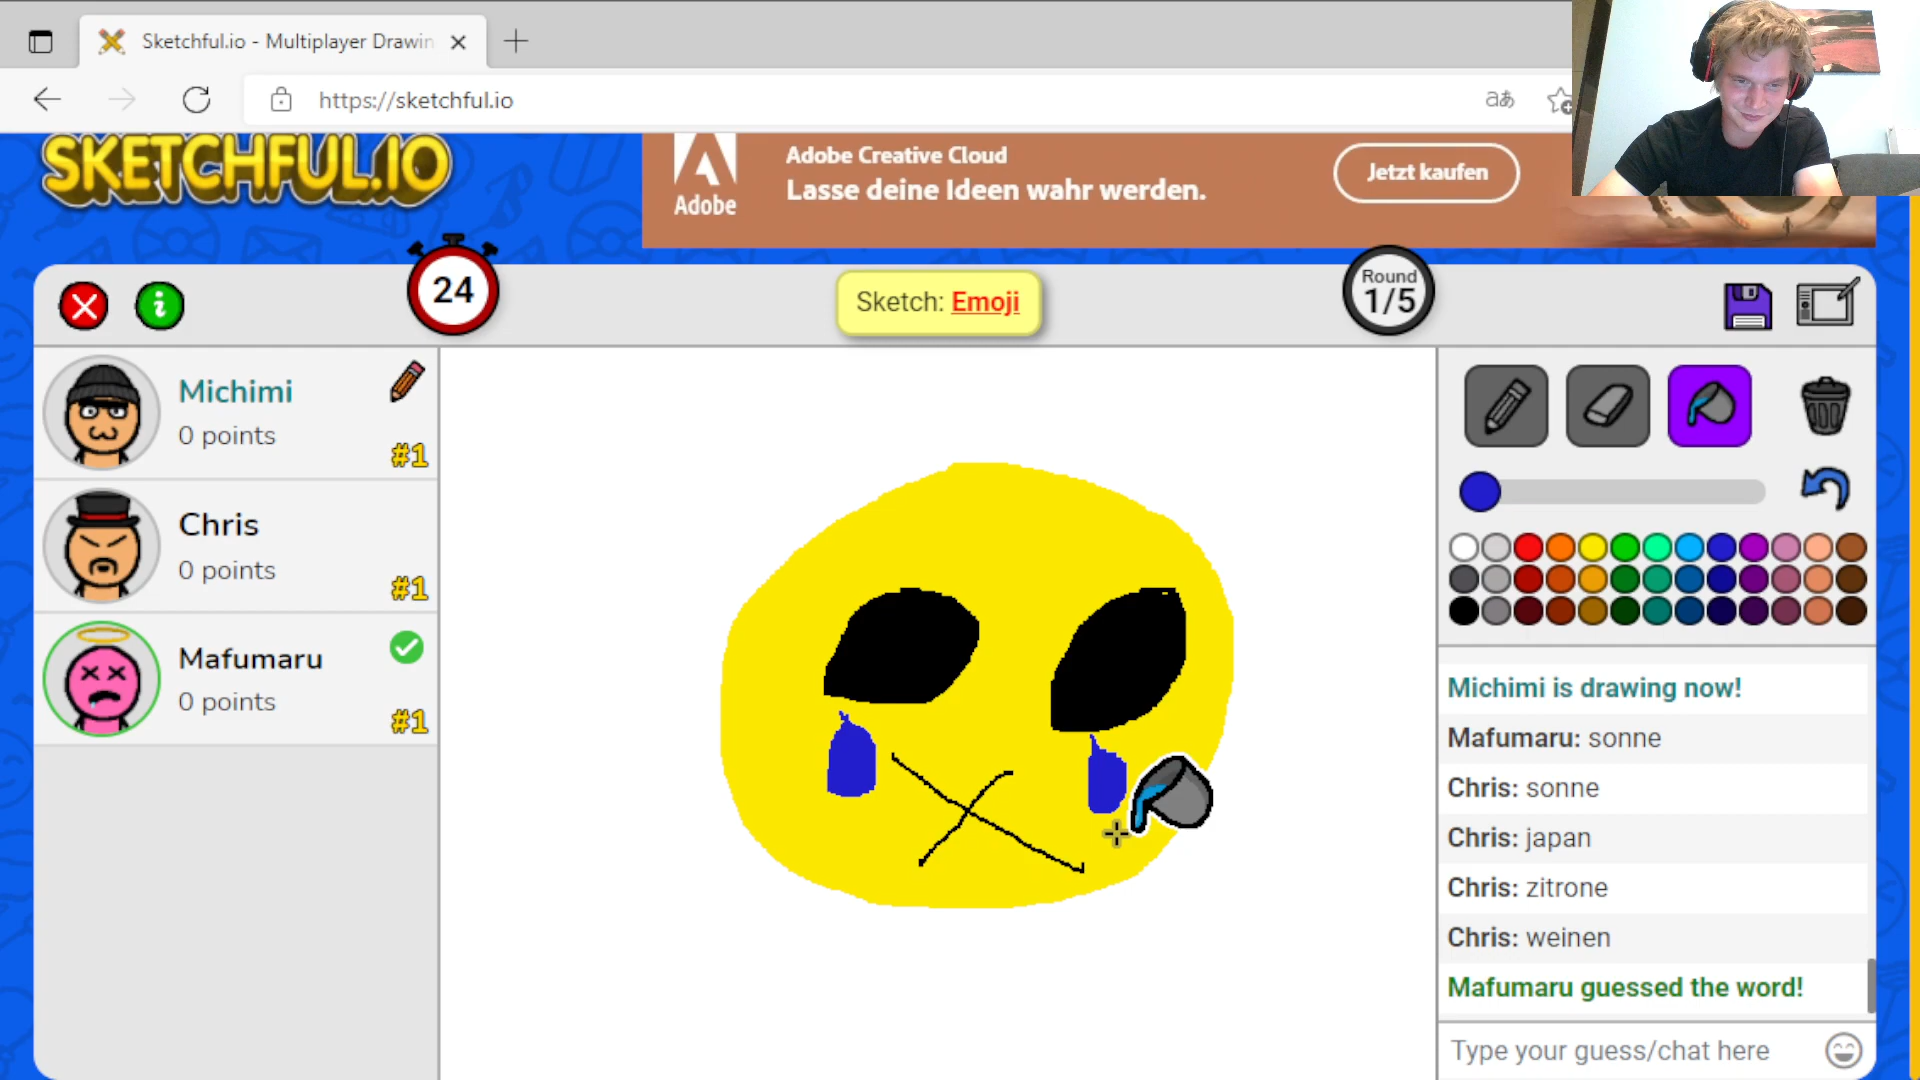 Sketchful.io - Multiplayer Drawin
https://sketchful.io
aあ
SKETCHFUL.IO
Adobe
Adobe Creative Cloud
Lasse deine Ideen wahr werden.
Jetzt kaufen
24
Sketch: Emoji
Round
1/5
Michimi
0 points
#1
Chris
0 points
#1
Mafumaru
0 points
#1
Michimi is drawing now!
Mafumaru: sonne
Chris: sonne
Chris: japan
Chris: zitrone
Chris: weinen
Mafumaru guessed the word!
Type your guess/chat here